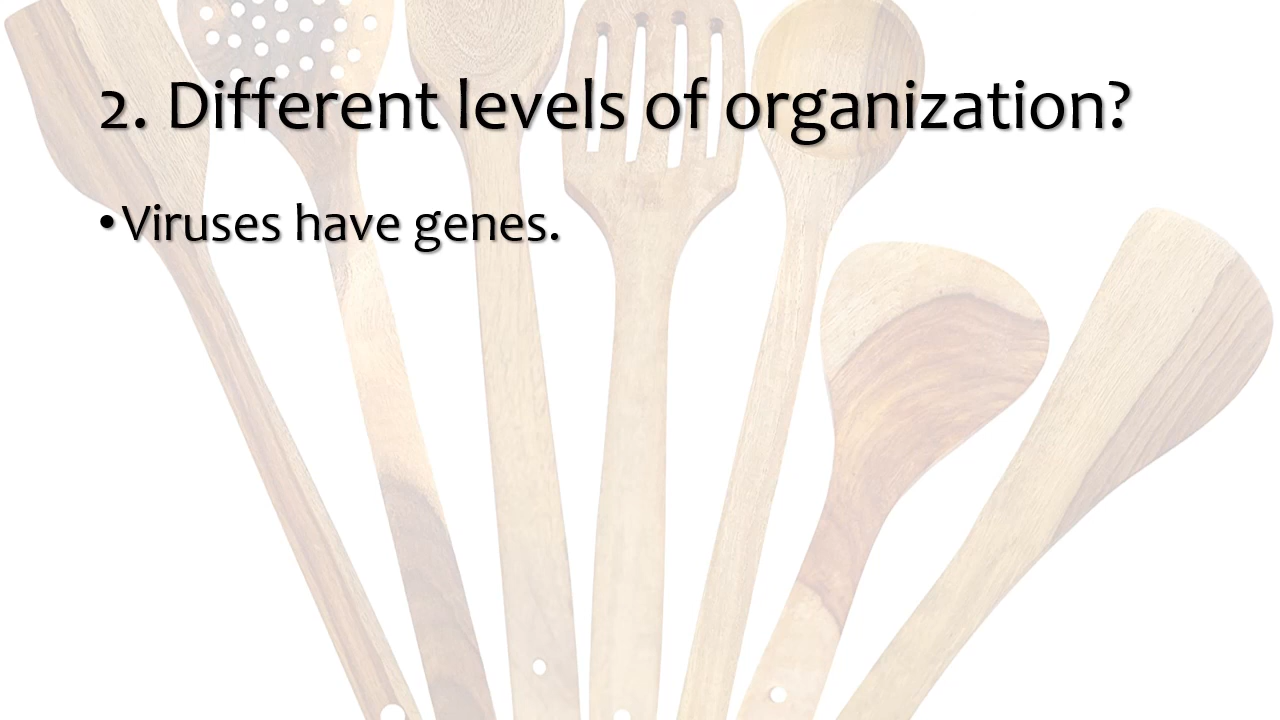 2. Different levels of organization?
•Viruses have genes.